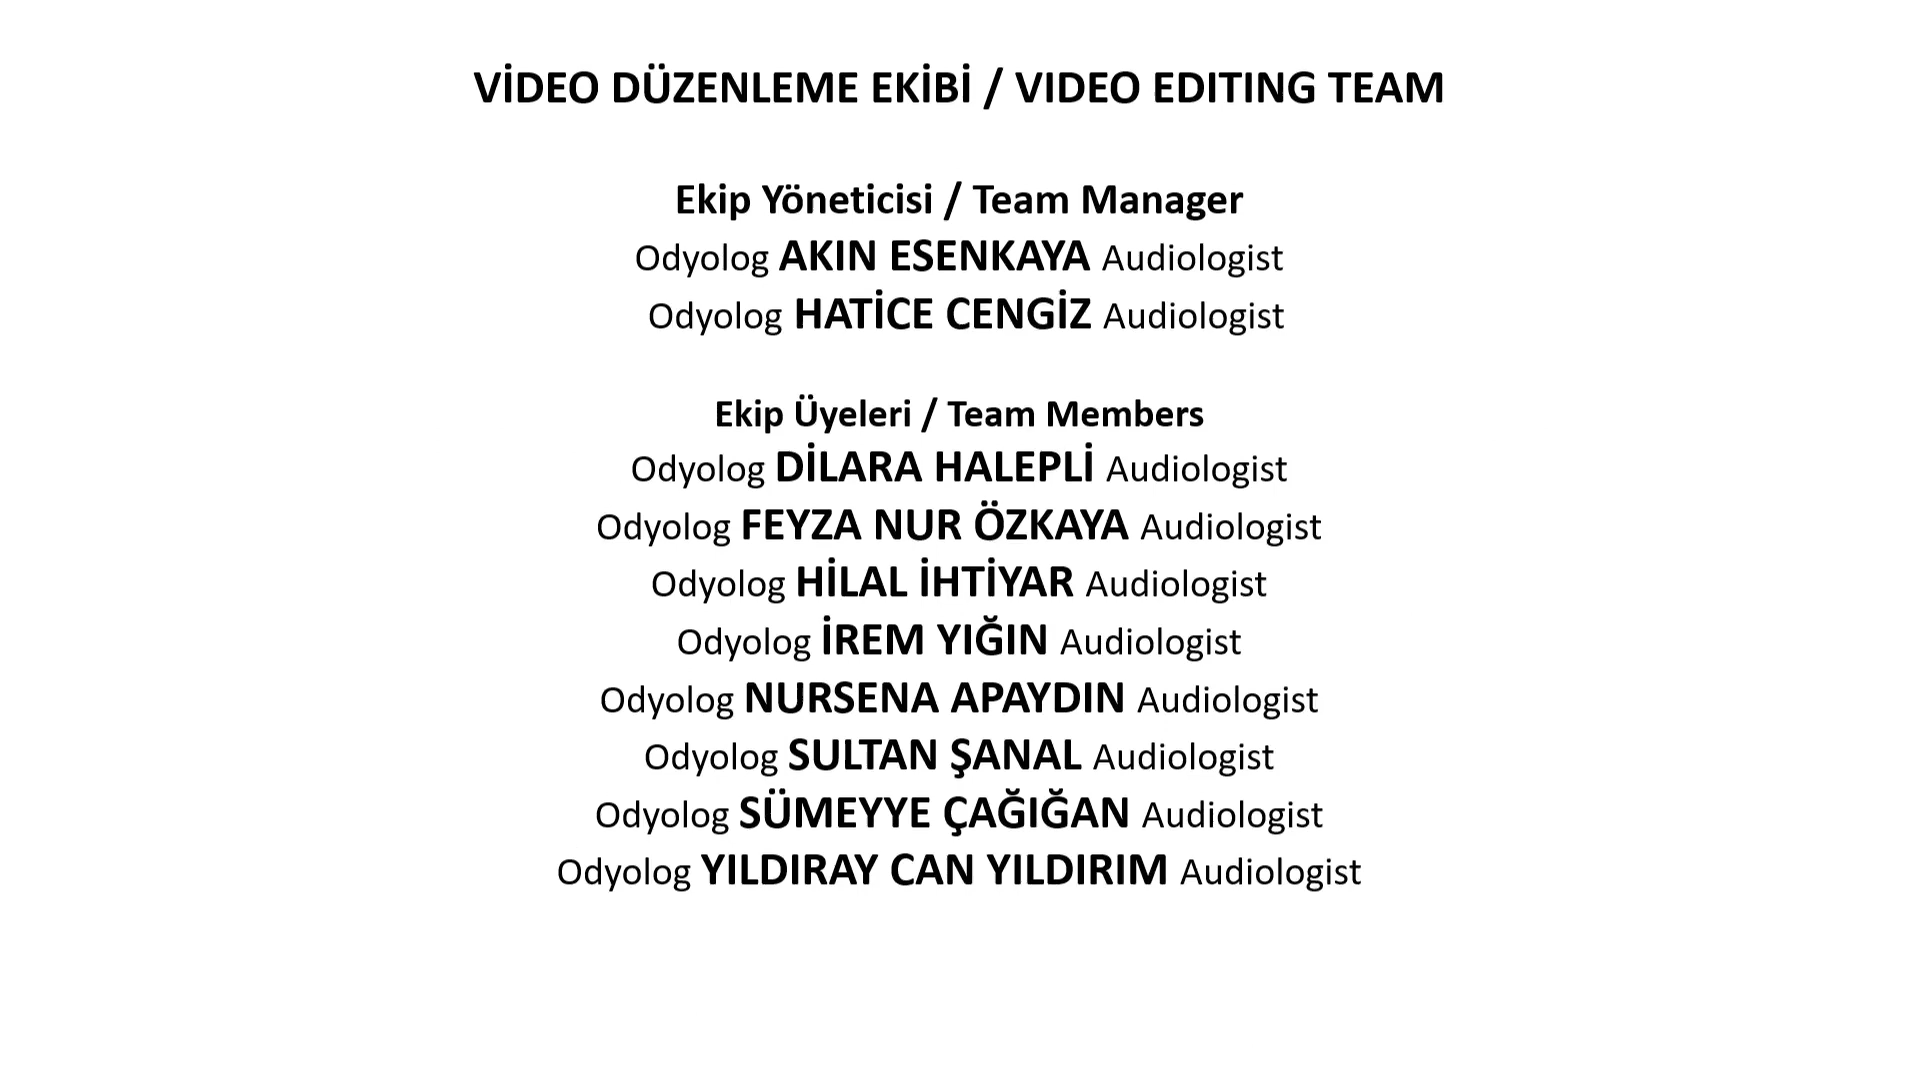 VİDEO DÜZENLEME EKİBİ / VIDEO EDITING TEAM
Ekip Yöneticisi / Team Manager
Odyolog AKIN ESENKAYA Audiologist
Odyolog HATİCE CENGİZ Audiologist
Ekip Üyeleri / Team Members
Odyolog DİLARA HALEPLİ Audiologist
Odyolog FEYZA NUR ÖZKAYA Audiologist
Odyolog HİLAL İHTİYAR Audiologist
Odyolog İREM YIĞIN Audiologist
Odyolog NURSENA APAYDIN Audiologist
Odyolog SULTAN ŞANAL Audiologist
Odyolog SÜMEYYE ÇAĞIĞAN Audiologist
Odyolog YILDIRAY CAN YILDIRIM Audiologist